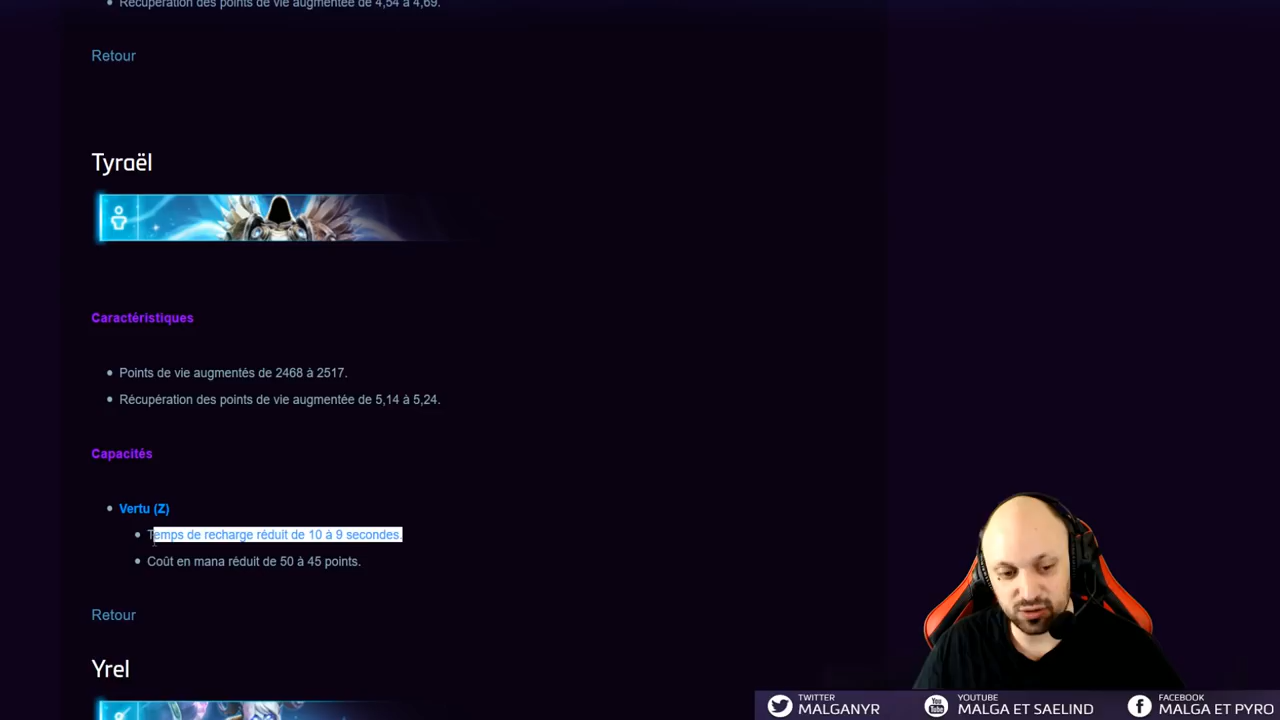 Récupération des points de vie augmentée de 4,54 à 4,69.
Retour
Tyraël
Caractéristiques
Points de vie augmentés de 2468 à 2517.
Récupération des points de vie augmentée de 5,14 à 5,24.
Capacités
Vertu (Z)
Temps de recharge réduit de 10 à 9 secondes.
Coût en mana réduit de 50 à 45 points.
Retour
Yrel
TWITTER
MALGANYR
YOUTUBE
MALGA ET SAELIND
FACEBOOK
MALGA ET PYRO